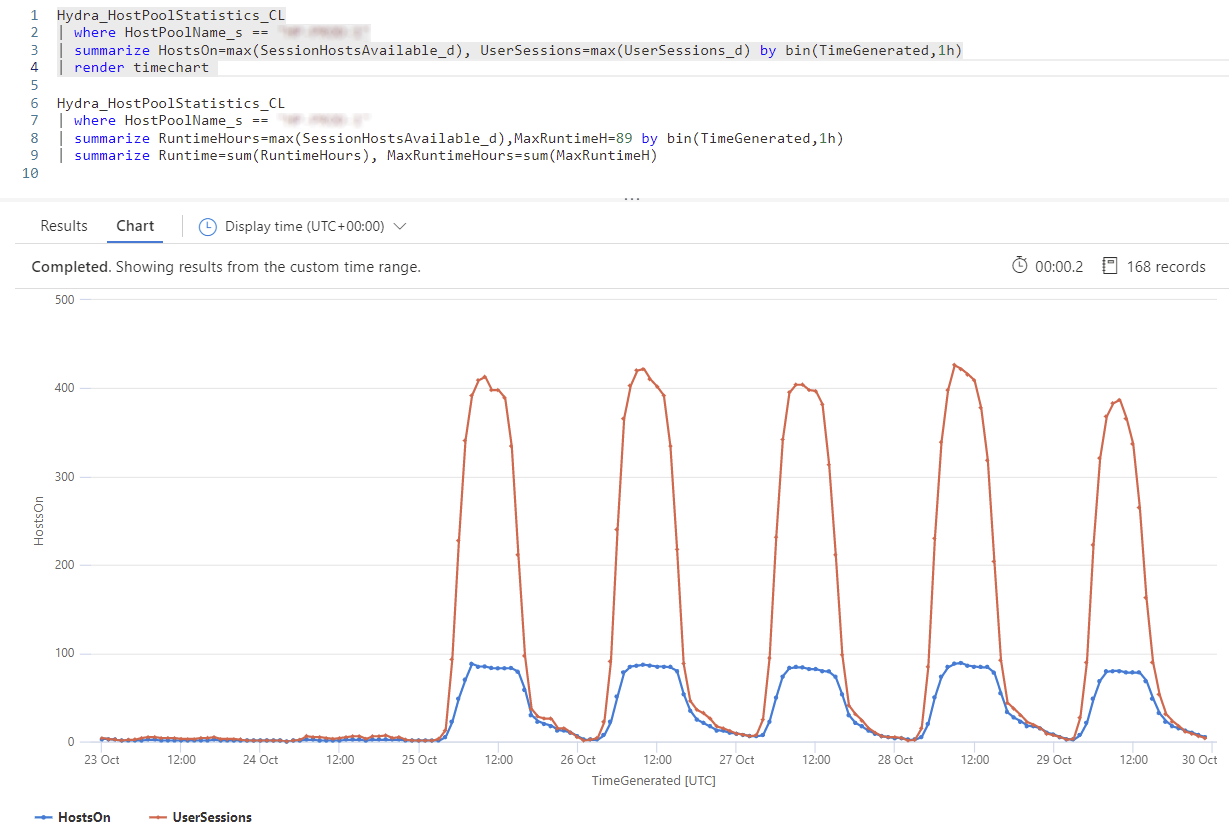 1 Hydra_HostPoolStatistics_CL
2 | where HostPoolName_s ==
3 | summarize HostsOn=max(SessionHostsAvailable_d), UserSessions=max(UserSessions_d) by bin(TimeGenerated,1h)
4 | render timechart
5
6 Hydra_HostPoolStatistics_CL
7 | where HostPoolName_s ==
8 | summarize RuntimeHours=max(SessionHostsAvailable_d),MaxRuntimeH=89 by bin(TimeGenerated,1h)
9 | summarize Runtime=sum(RuntimeHours), MaxRuntimeHours=sum(MaxRuntimeH)
10
...
Results Chart Display time (UTC+00:00)
Completed. Showing results from the custom time range. 00:00.2 168 records
500
400
300
200
100
0
HostsOn
23 Oct 12:00 24 Oct 12:00 25 Oct 12:00 26 Oct 12:00 27 Oct 12:00 28 Oct 12:00 29 Oct 12:00 30 Oct
TimeGenerated [UTC]
HostsOn UserSessions